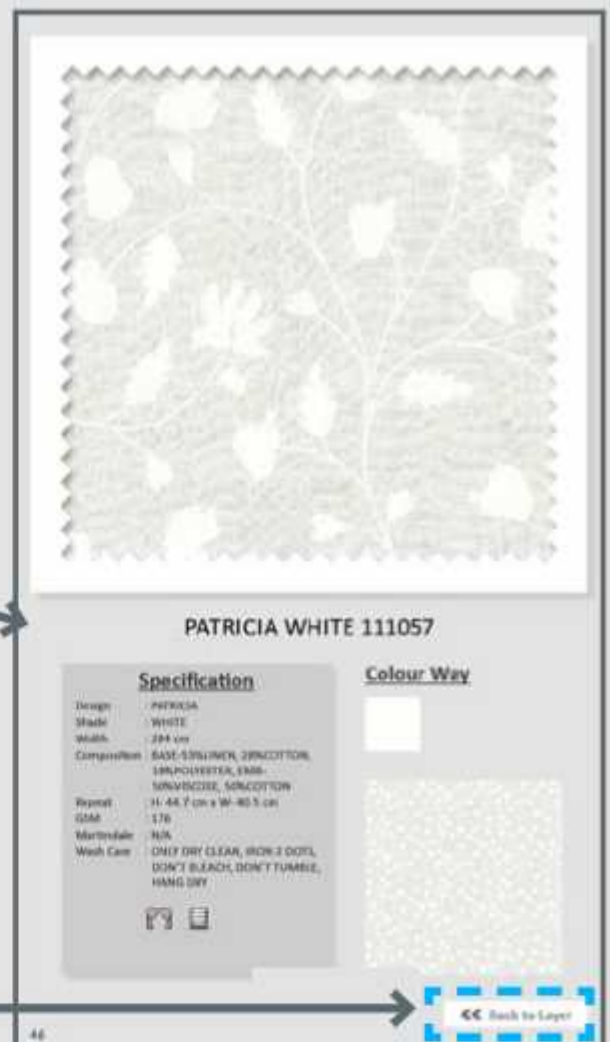 PATRICIA WHITE 111057
Specification
Design : PATRICIA
Shade : WHITE
Width : 284 cm
Composition : BASE-53%LINEN, 28%COTTON,
POLYESTER, EMB-
50%VISCOSE, 50%COTTON
Repeat : H- 44.7 cm x W- 40.5 cm
GSM : 176
Martindale : N/A
Wash Care : ONLY DRY CLEAN, IRON 2 DOTS,
DON'T BLEACH, DON'T TUMBLE,
HANG DRY
Colour Way
<< Back to Layer
46